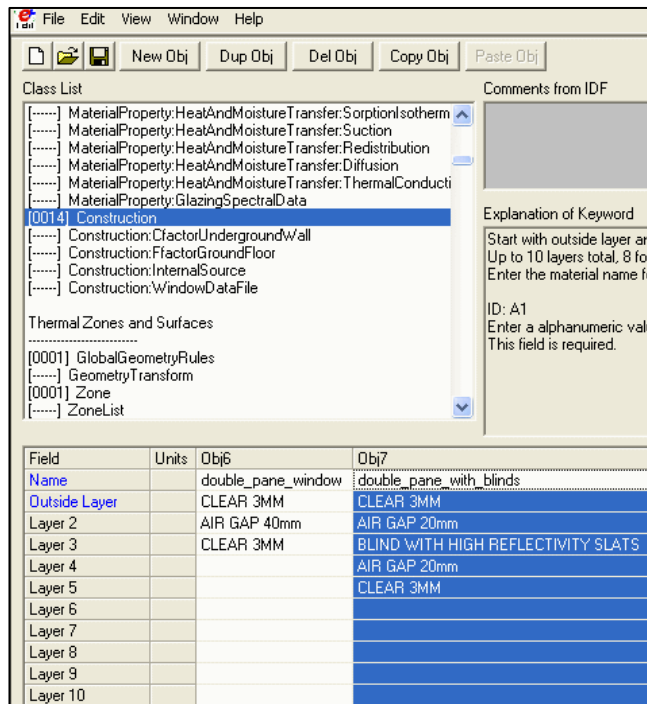 File Edit View Window Help
New Obj Dup Obj Del Obj Copy Obj Paste Obj
Class List
[------] MaterialProperty:HeatAndMoistureTransfer:SorptionIsotherm
[------] MaterialProperty:HeatAndMoistureTransfer:Suction
[------] MaterialProperty:HeatAndMoistureTransfer:Redistribution
[------] MaterialProperty:HeatAndMoistureTransfer:Diffusion
[------] MaterialProperty:HeatAndMoistureTransfer:ThermalConducti
[------] MaterialProperty:GlazingSpectralData
[0014] Construction
[------] Construction:CfactorUndergroundWall
[------] Construction:FfactorGroundFloor
[------] Construction:InternalSource
[------] Construction:WindowDataFile
Thermal Zones and Surfaces
--------------------------
[0001] GlobalGeometryRules
[------] GeometryTransform
[0001] Zone
[------] ZoneList
Comments from IDF
Explanation of Keyword
Start with outside layer an
Up to 10 layers total, 8 fo
Enter the material name f
ID: A1
Enter a alphanumeric val
This field is required.
Field Units Obj6 Obj7
Name double_pane_window double_pane_with_blinds
Outside Layer CLEAR 3MM CLEAR 3MM
Layer 2 AIR GAP 40mm AIR GAP 20mm
Layer 3 CLEAR 3MM BLIND WITH HIGH REFLECTIVITY SLATS
Layer 4 AIR GAP 20mm
Layer 5 CLEAR 3MM
Layer 6
Layer 7
Layer 8
Layer 9
Layer 10